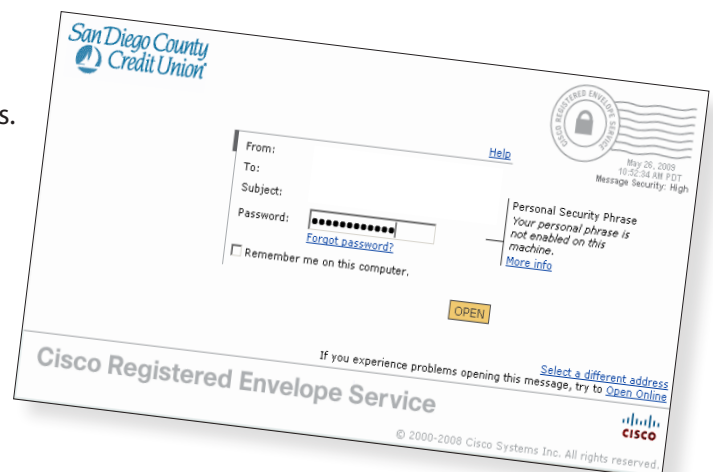 s.
San Diego County
Credit Union®
CISCO REGISTERED ENVELOPE SERVICE
May 26, 2009
10:52:34 AM PDT
Message Security: High
From:
Help
To:
Subject:
Password: •••••••••••••
Forgot password?
Remember me on this computer.
Personal Security Phrase
Your personal phrase is
not enabled on this
machine.
More info
OPEN
Select a different address
If you experience problems opening this message, try to Open Online
Cisco Registered Envelope Service
CISCO
© 2000-2008 Cisco Systems Inc. All rights reserved.